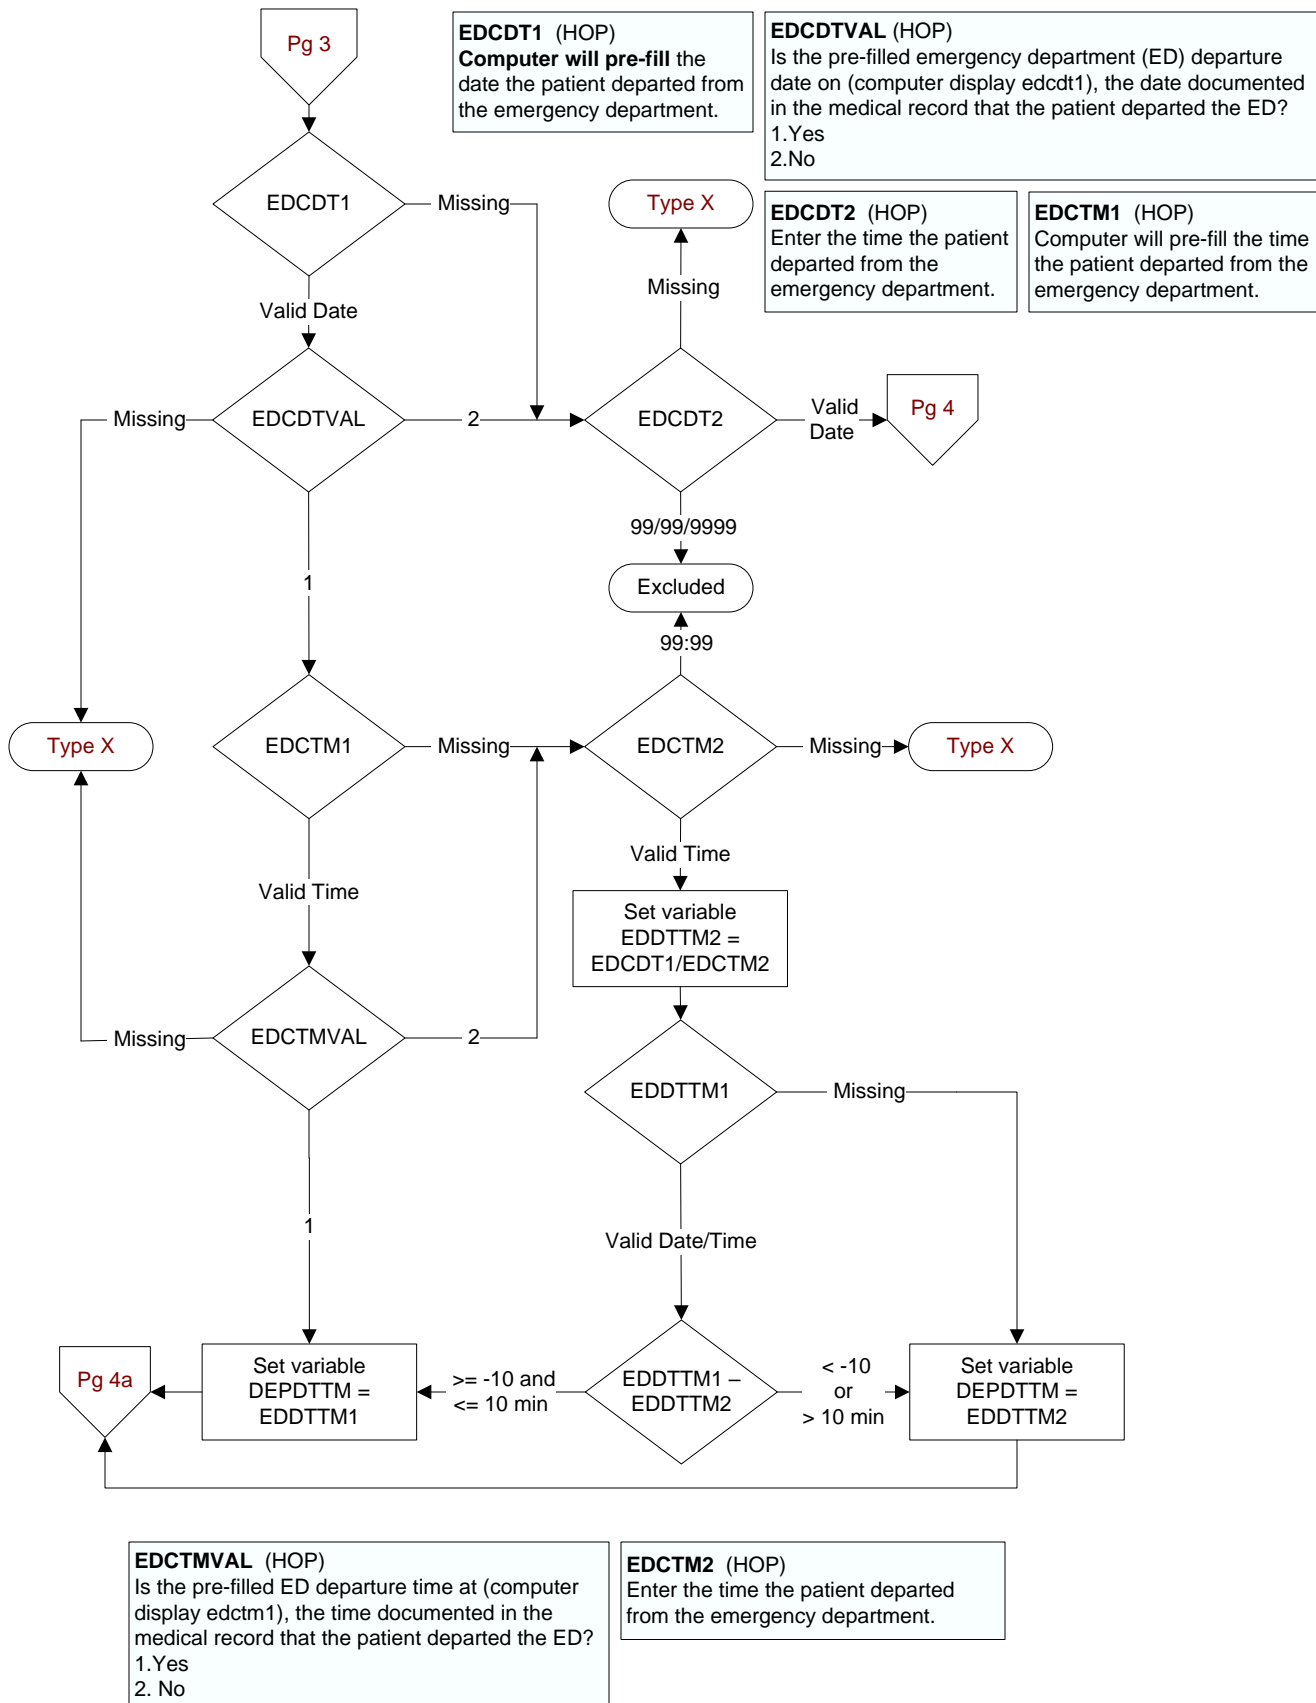 Pg 3
EDCDT1 (HOP)
Computer will pre-fill the
date the patient departed from
the emergency department.
EDCDTVAL (HOP)
Is the pre-filled emergency department (ED) departure
date on (computer display edcdt1), the date documented
in the medical record that the patient departed the ED?
1.Yes
2.No
EDCDT1
Missing
Type X
EDCDT2 (HOP)
Enter the time the patient
departed from the
emergency department.
EDCTM1 (HOP)
Computer will pre-fill the time
the patient departed from the
emergency department.
Missing
Valid Date
Missing
EDCDTVAL
2
EDCDT2
Valid
Date
Pg 4
99/99/9999
1
Excluded
99:99
Type X
EDCTM1
Missing
EDCTM2
Missing
Type X
Valid Time
Valid Time
Set variable
EDDTTM2 =
EDCDT1/EDCTM2
Missing
EDCTMVAL
2
EDDTTM1
Missing
1
Valid Date/Time
Pg 4a
Set variable
DEPDTTM =
EDDTTM1
>= -10 and
<= 10 min
EDDTTM1 –
EDDTTM2
< -10
or
> 10 min
Set variable
DEPDTTM =
EDDTTM2
EDCTMVAL (HOP)
Is the pre-filled ED departure time at (computer
display edctm1), the time documented in the
medical record that the patient departed the ED?
1.Yes
2. No
EDCTM2 (HOP)
Enter the time the patient departed
from the emergency department.